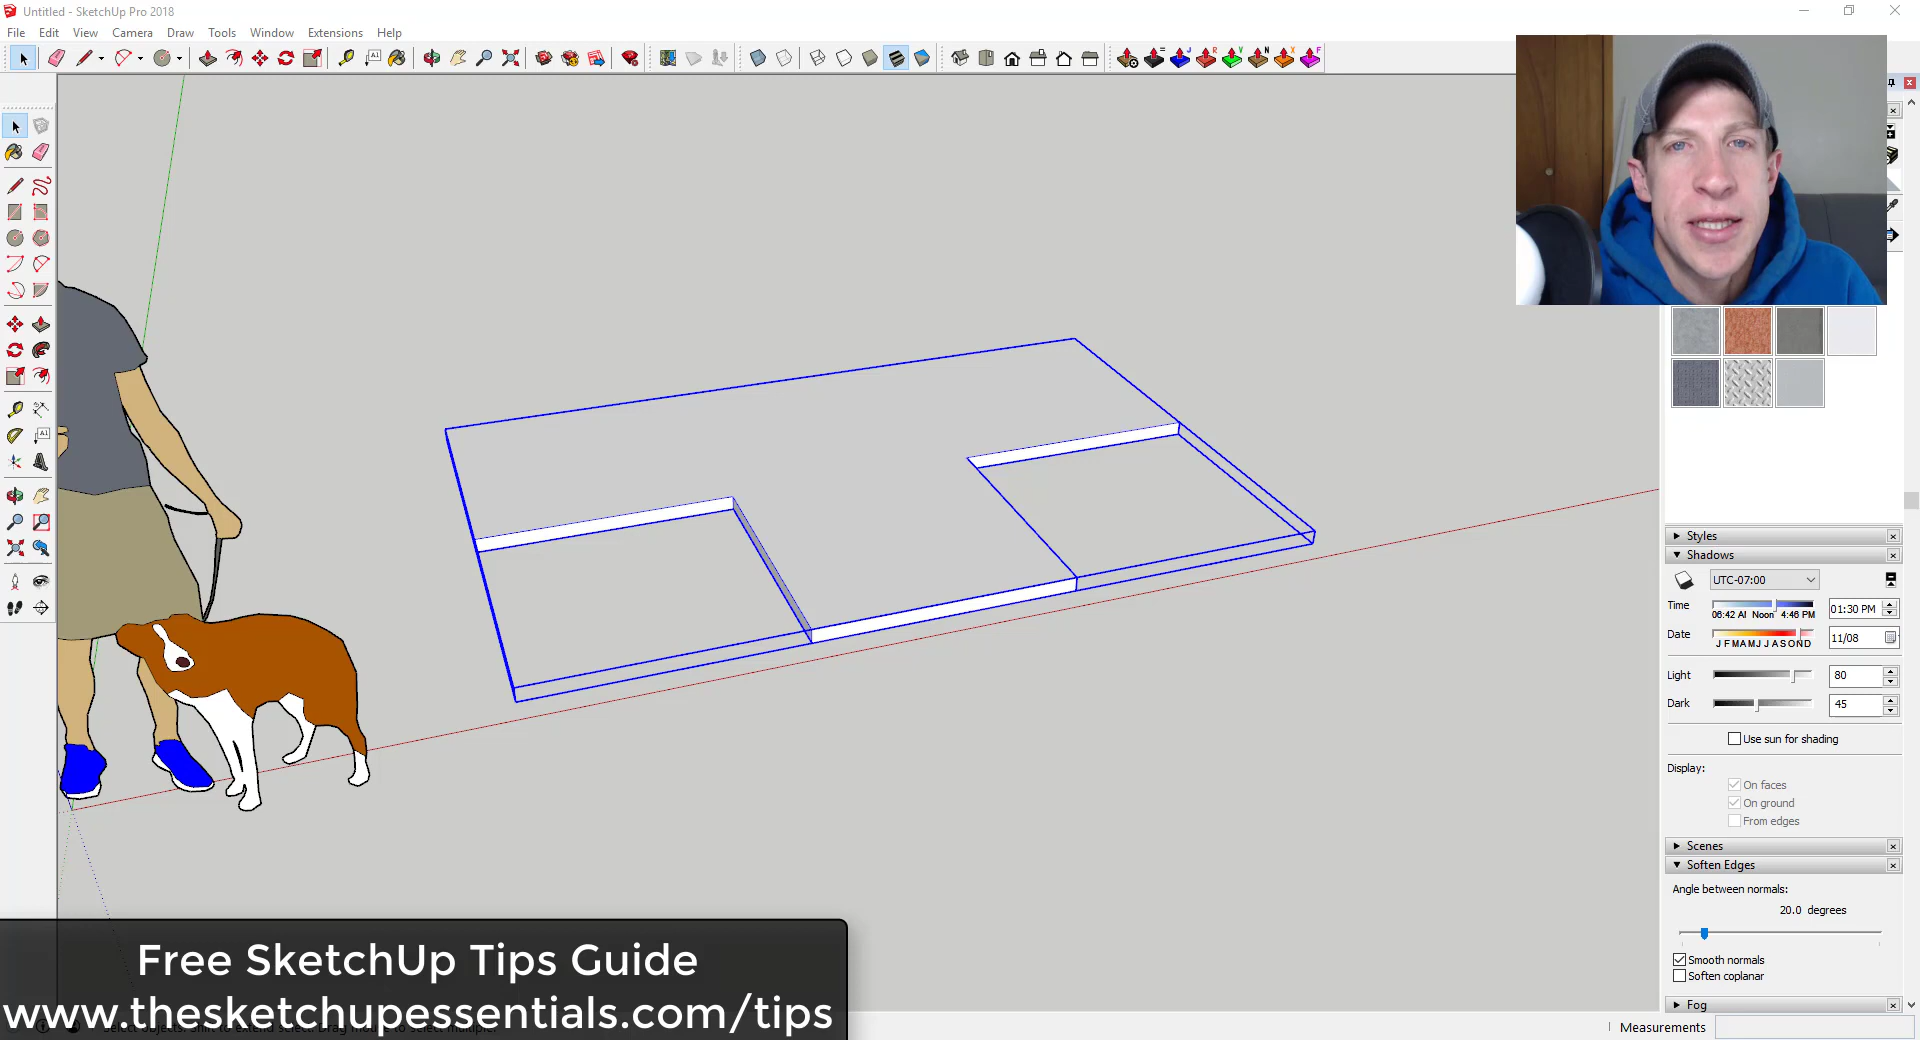 Untitled - SketchUp Pro 2018
File Edit View Camera Draw Tools Window Extensions Help
= J R V N X F
A1
A1
Styles
Shadows
UTC-07:00
Time 06:42 AI Noon 4:46 PM 01:30 PM
Date J F M A M J J A S O N D 11/08
Light 80
Dark 45
Use sun for shading
Display:
On faces
On ground
From edges
Scenes
Soften Edges
Angle between normals:
20.0 degrees
Smooth normals
Soften coplanar
Fog
Free SketchUp Tips Guide
www.thesketchupessentials.com/tips
Measurements